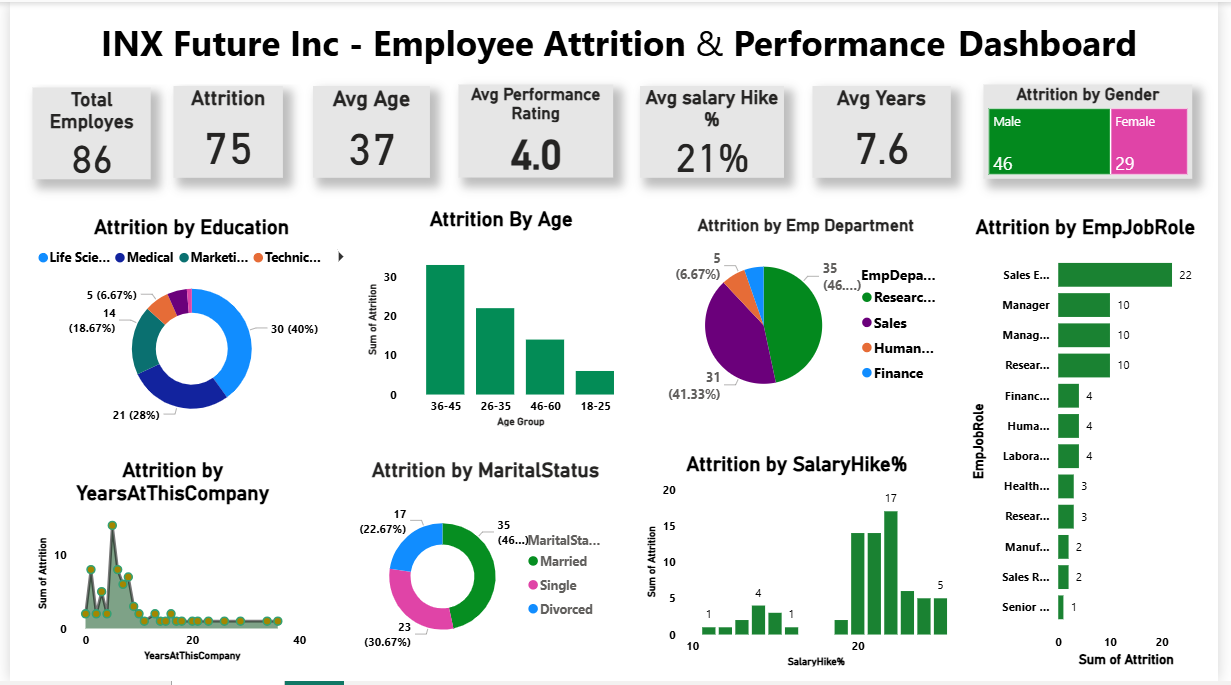 INX Future Inc - Employee Attrition & Performance Dashboard
Total
Employes
86
Attrition
75
Avg Age
37
Avg Performance
Rating
4.0
Avg salary Hike
%
21%
Avg Years
7.6
Attrition by Gender
Male
46
Female
29
Attrition by Education
Life Scie... Medical Marketi... Technic...
5 (6.67%)
14
(18.67%)
30 (40%)
21 (28%)
Attrition By Age
Sum of Attrition
30
20
10
0
36-45 26-35 46-60 18-25
Age Group
Attrition by Emp Department
5
(6.67%)
35
(46....)
31
(41.33%)
EmpDepa...
Researc...
Sales
Human...
Finance
Attrition by EmpJobRole
EmpJobRole
Sales E... 22
Manager 10
Manag... 10
Resear... 10
Financ... 4
Huma... 4
Labora... 4
Health... 3
Resear... 3
Manuf... 2
Sales R... 2
Senior ... 1
0 10 20
Sum of Attrition
Attrition by
YearsAtThisCompany
Sum of Attrition
10
0
0 20 40
YearsAtThisCompany
Attrition by MaritalStatus
17
(22.67%)
35
(46...)
23
(30.67%)
MaritalSta...
Married
Single
Divorced
Attrition by SalaryHike%
Sum of Attrition
20
15
10
5
0
1
4
1
17
5
10 20
SalaryHike%